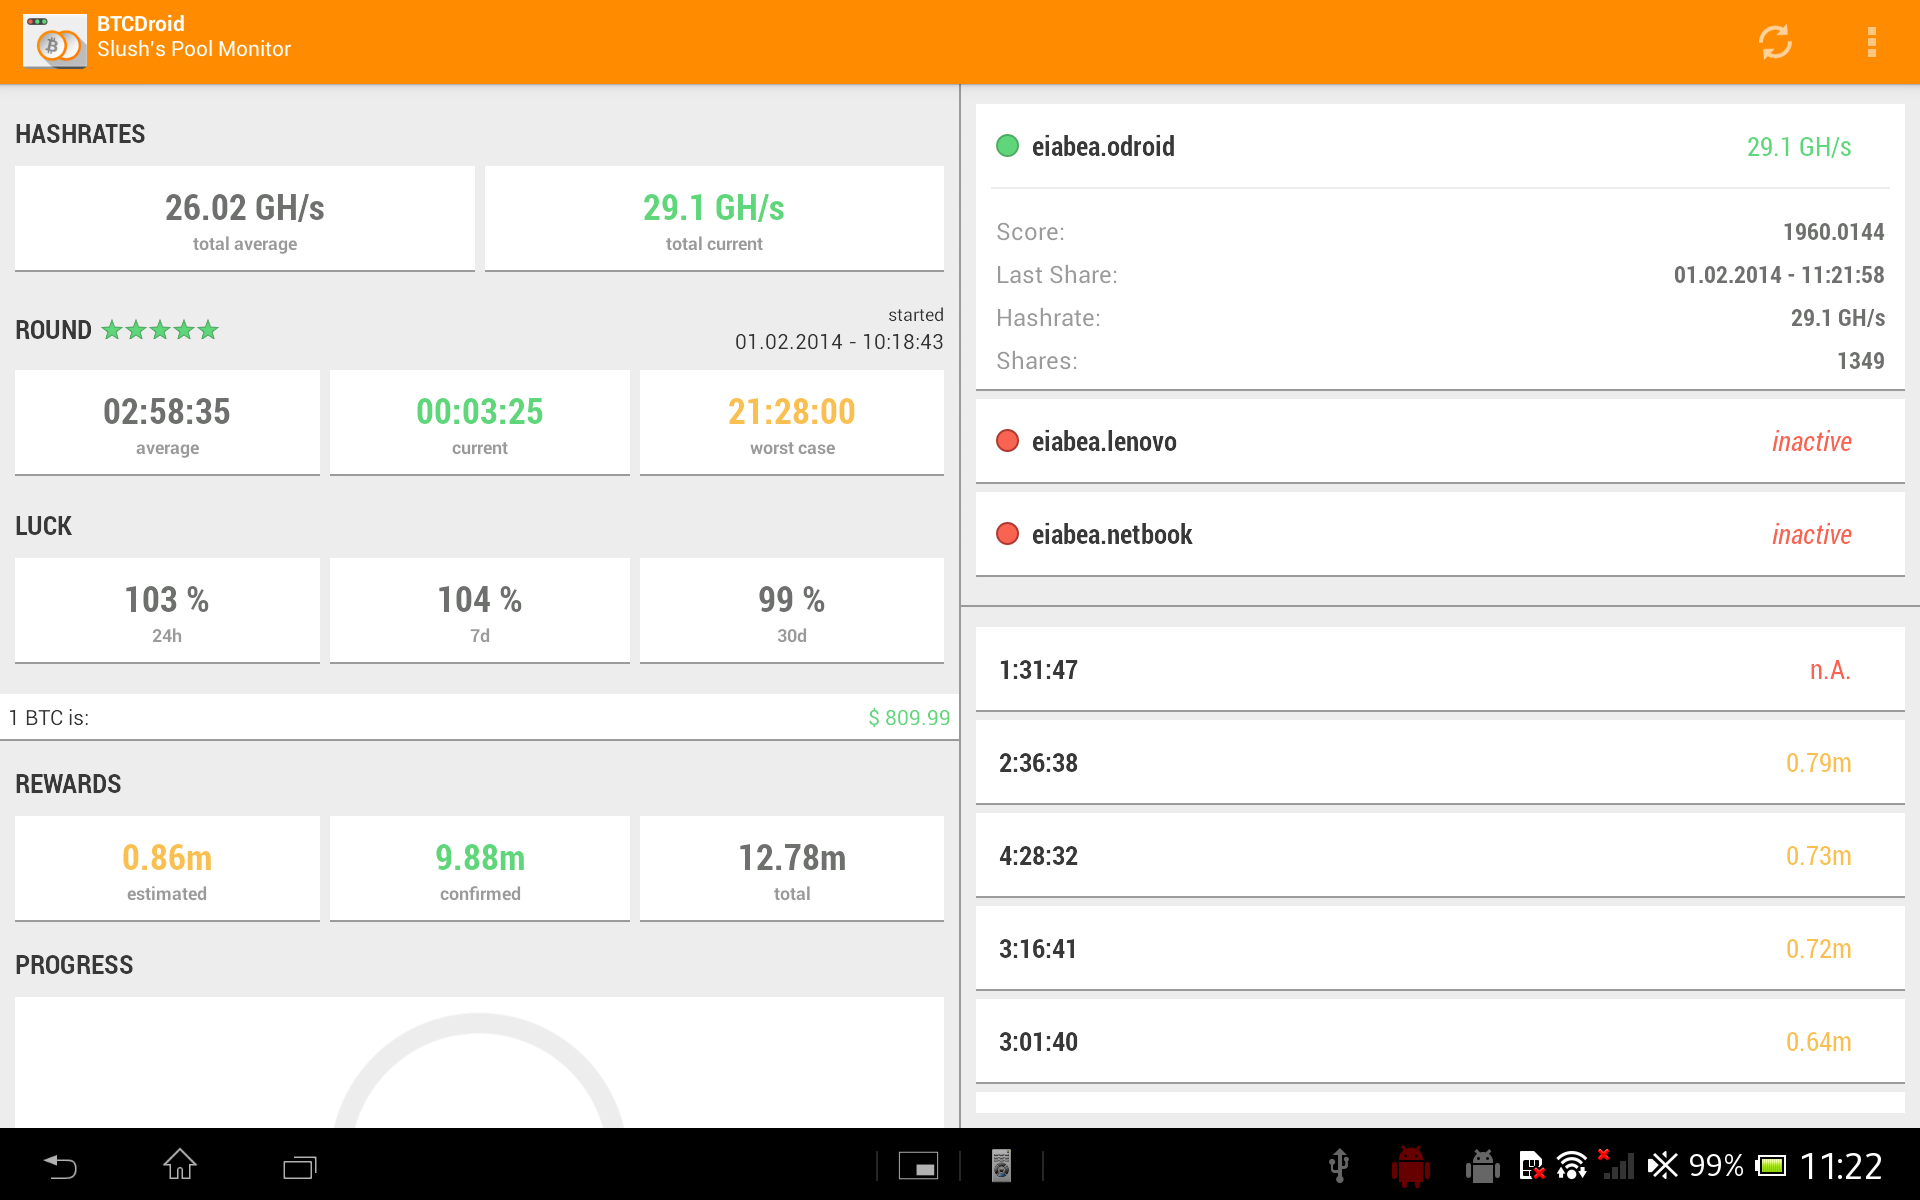 BTCDroid
Slush's Pool Monitor
HASHRATES
26.02 GH/s
total average
29.1 GH/s
total current
ROUND
started
01.02.2014 - 10:18:43
02:58:35
average
00:03:25
current
21:28:00
worst case
LUCK
103 %
24h
104 %
7d
99 %
30d
1 BTC is:
$ 809.99
REWARDS
0.86m
estimated
9.88m
confirmed
12.78m
total
PROGRESS
eiabea.odroid
29.1 GH/s
Score:
1960.0144
Last Share:
01.02.2014 - 11:21:58
Hashrate:
29.1 GH/s
Shares:
1349
eiabea.lenovo
inactive
eiabea.netbook
inactive
1:31:47
n.A.
2:36:38
0.79m
4:28:32
0.73m
3:16:41
0.72m
3:01:40
0.64m
99%
11:22